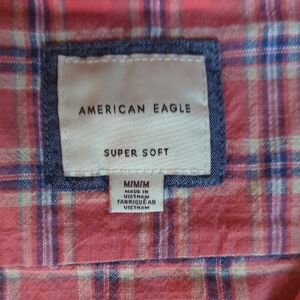 AMERICAN EAGLE
SUPER SOFT
M/M/M
MADE IN
VIETNAM
FABRIQUÉ AU
VIETNAM